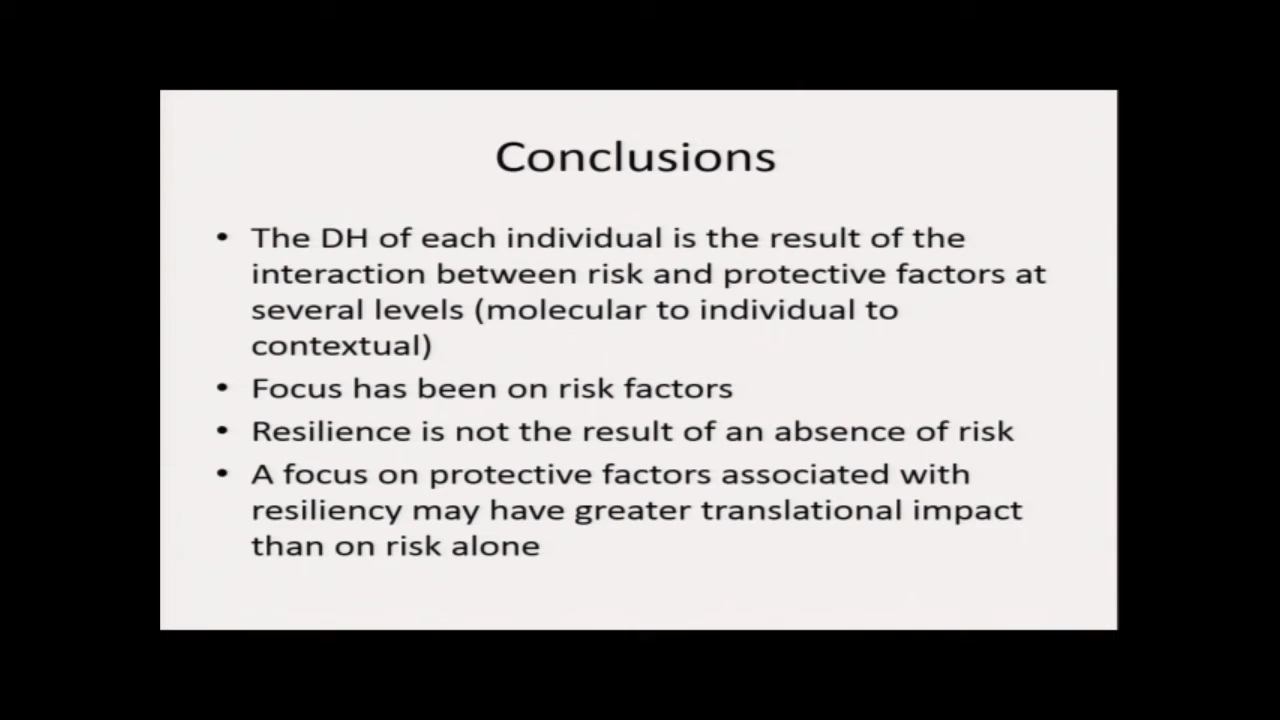 Conclusions
• The DH of each individual is the result of the
interaction between risk and protective factors at
several levels (molecular to individual to
contextual)
• Focus has been on risk factors
• Resilience is not the result of an absence of risk
• A focus on protective factors associated with
resiliency may have greater translational impact
than on risk alone